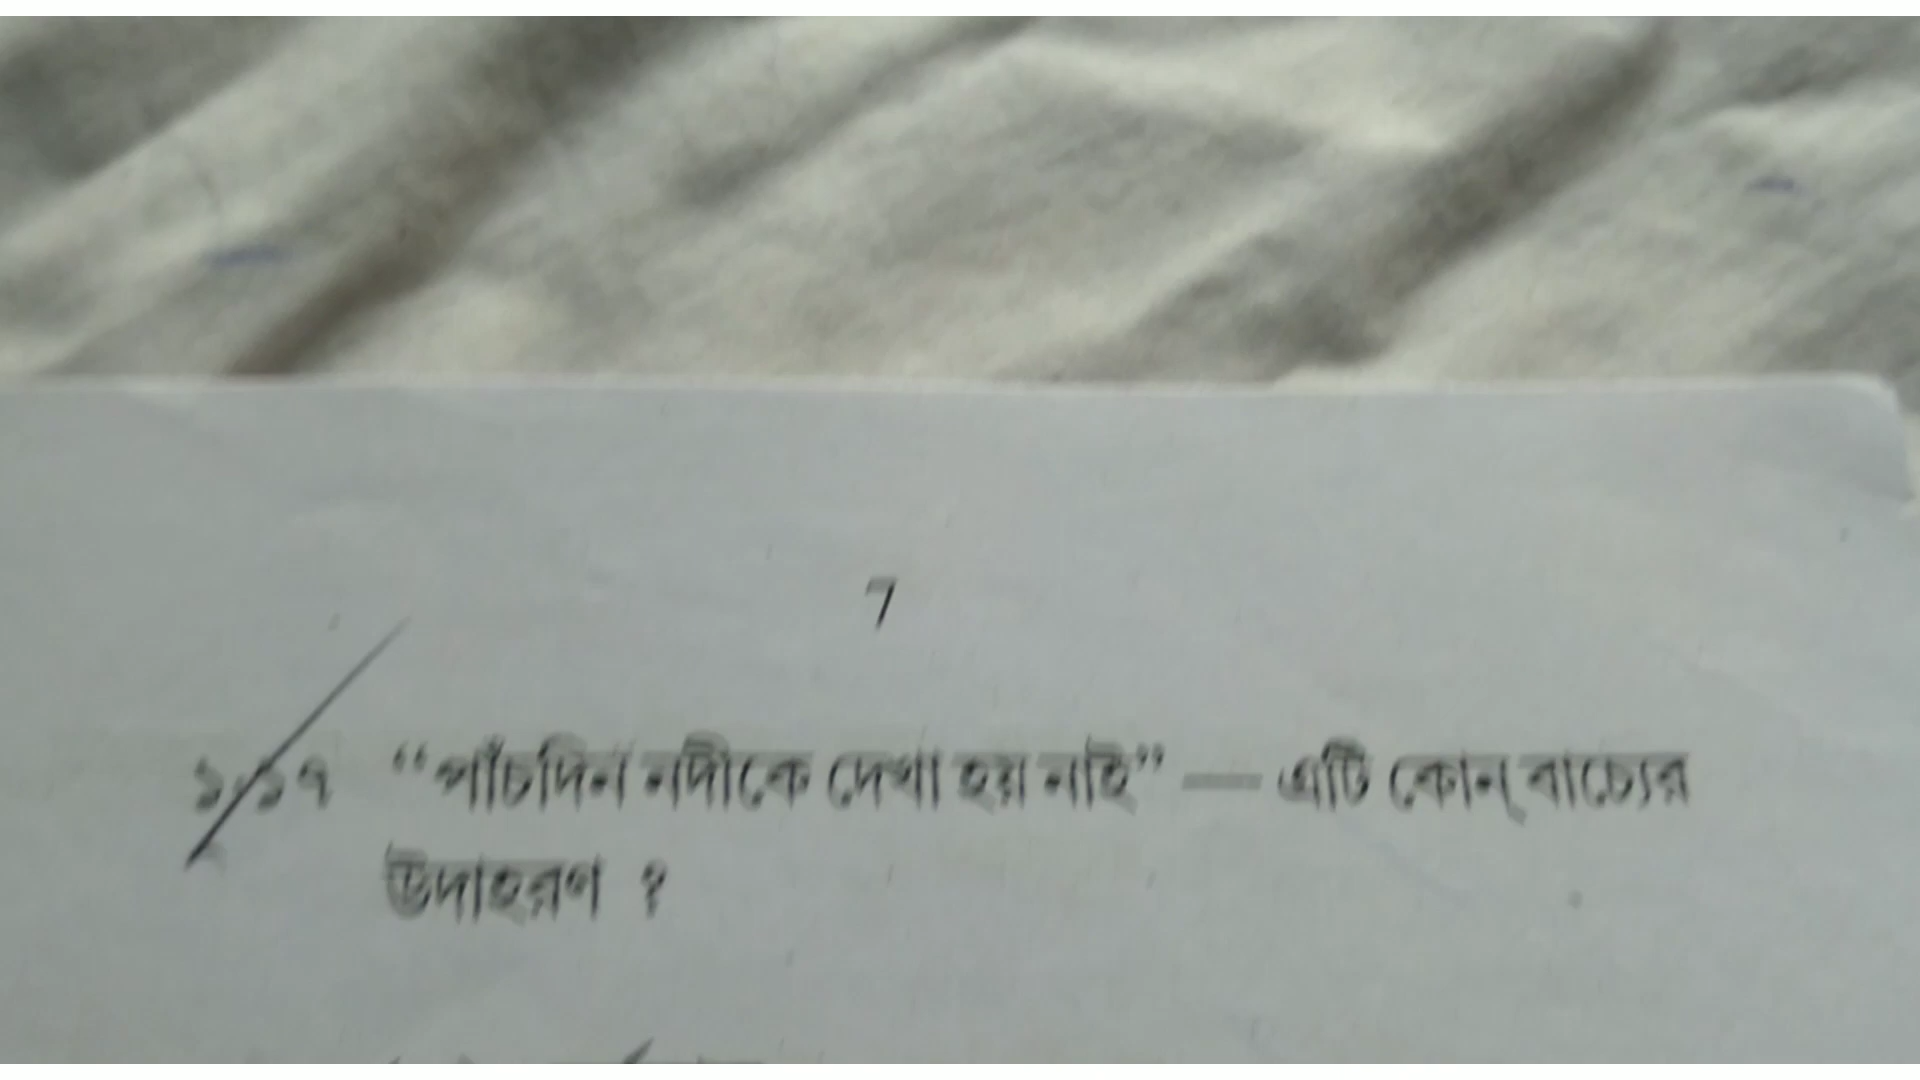 7
১.১৭ “পাঁচদিন নদীকে দেখা হয় নাই” — এটি কোন্ বাচ্যের
উদাহরণ ?